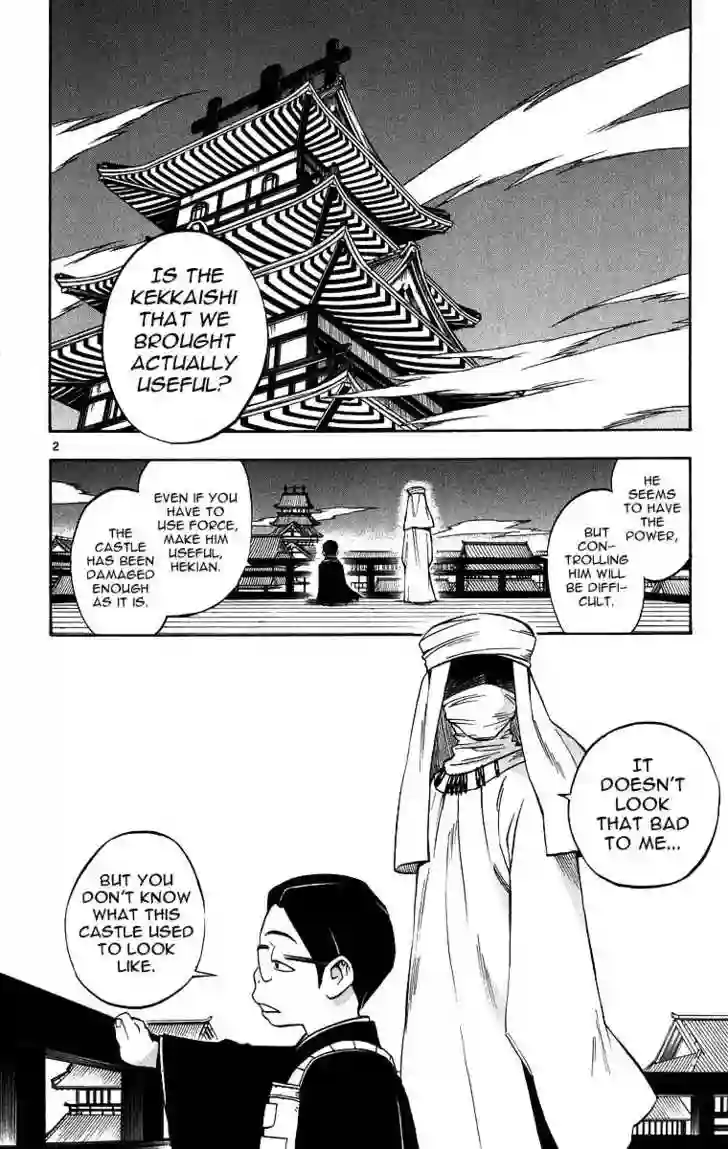 IS THE
KEKKAISHI
THAT WE
BROUGHT
ACTUALLY
USEFUL?
2
HE
SEEMS
TO HAVE
THE
POWER,
BUT
CON-
TROLLING
HIM WILL
BE DIFFI-
CULT.
EVEN IF YOU
HAVE TO
USE FORCE,
MAKE HIM
USEFUL,
HEKIAN.
THE
CASTLE
HAS BEEN
DAMAGED
ENOUGH
AS IT IS.
IT
DOESN'T
LOOK
THAT BAD
TO ME...
BUT YOU
DON'T KNOW
WHAT THIS
CASTLE USED
TO LOOK
LIKE.